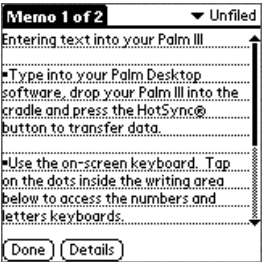 Memo 1 of 2
Unfiled
Entering text into your Palm III
▪Type into your Palm Desktop
software, drop your Palm III into the
cradle and press the HotSync®
button to transfer data.
▪Use the on-screen keyboard.  Tap
on the dots inside the writing area
below to access the numbers and
letters keyboards.
Done
Details